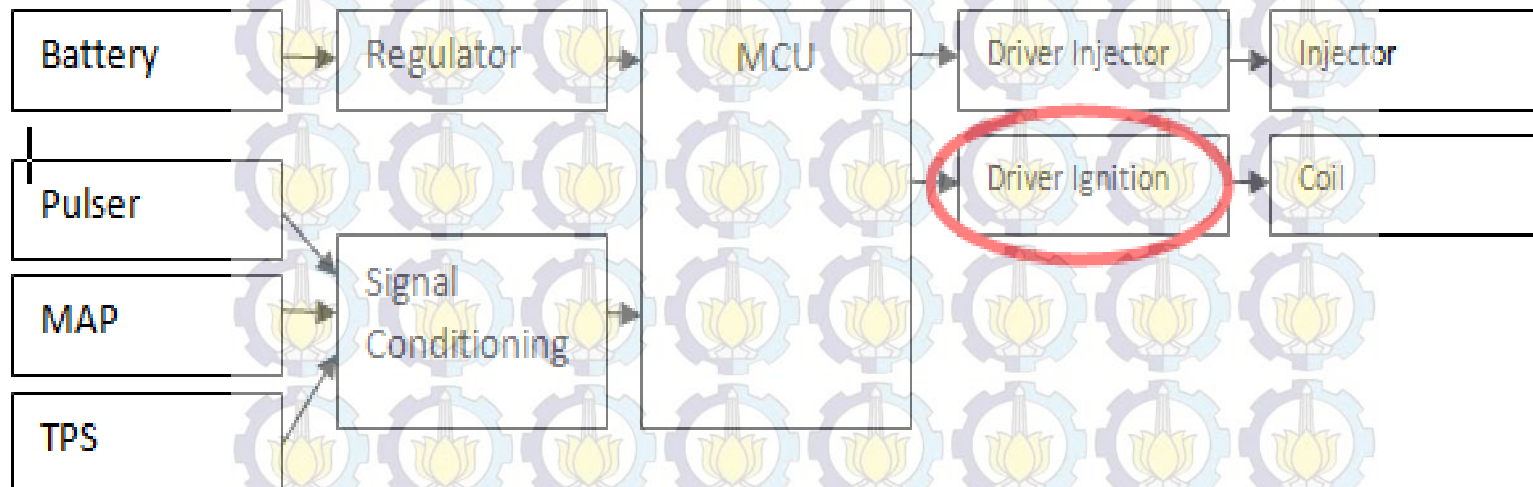 Battery
Regulator
MCU
Driver Injector
Injector
Pulser
Driver Ignition
Coil
Signal
Conditioning
MAP
TPS